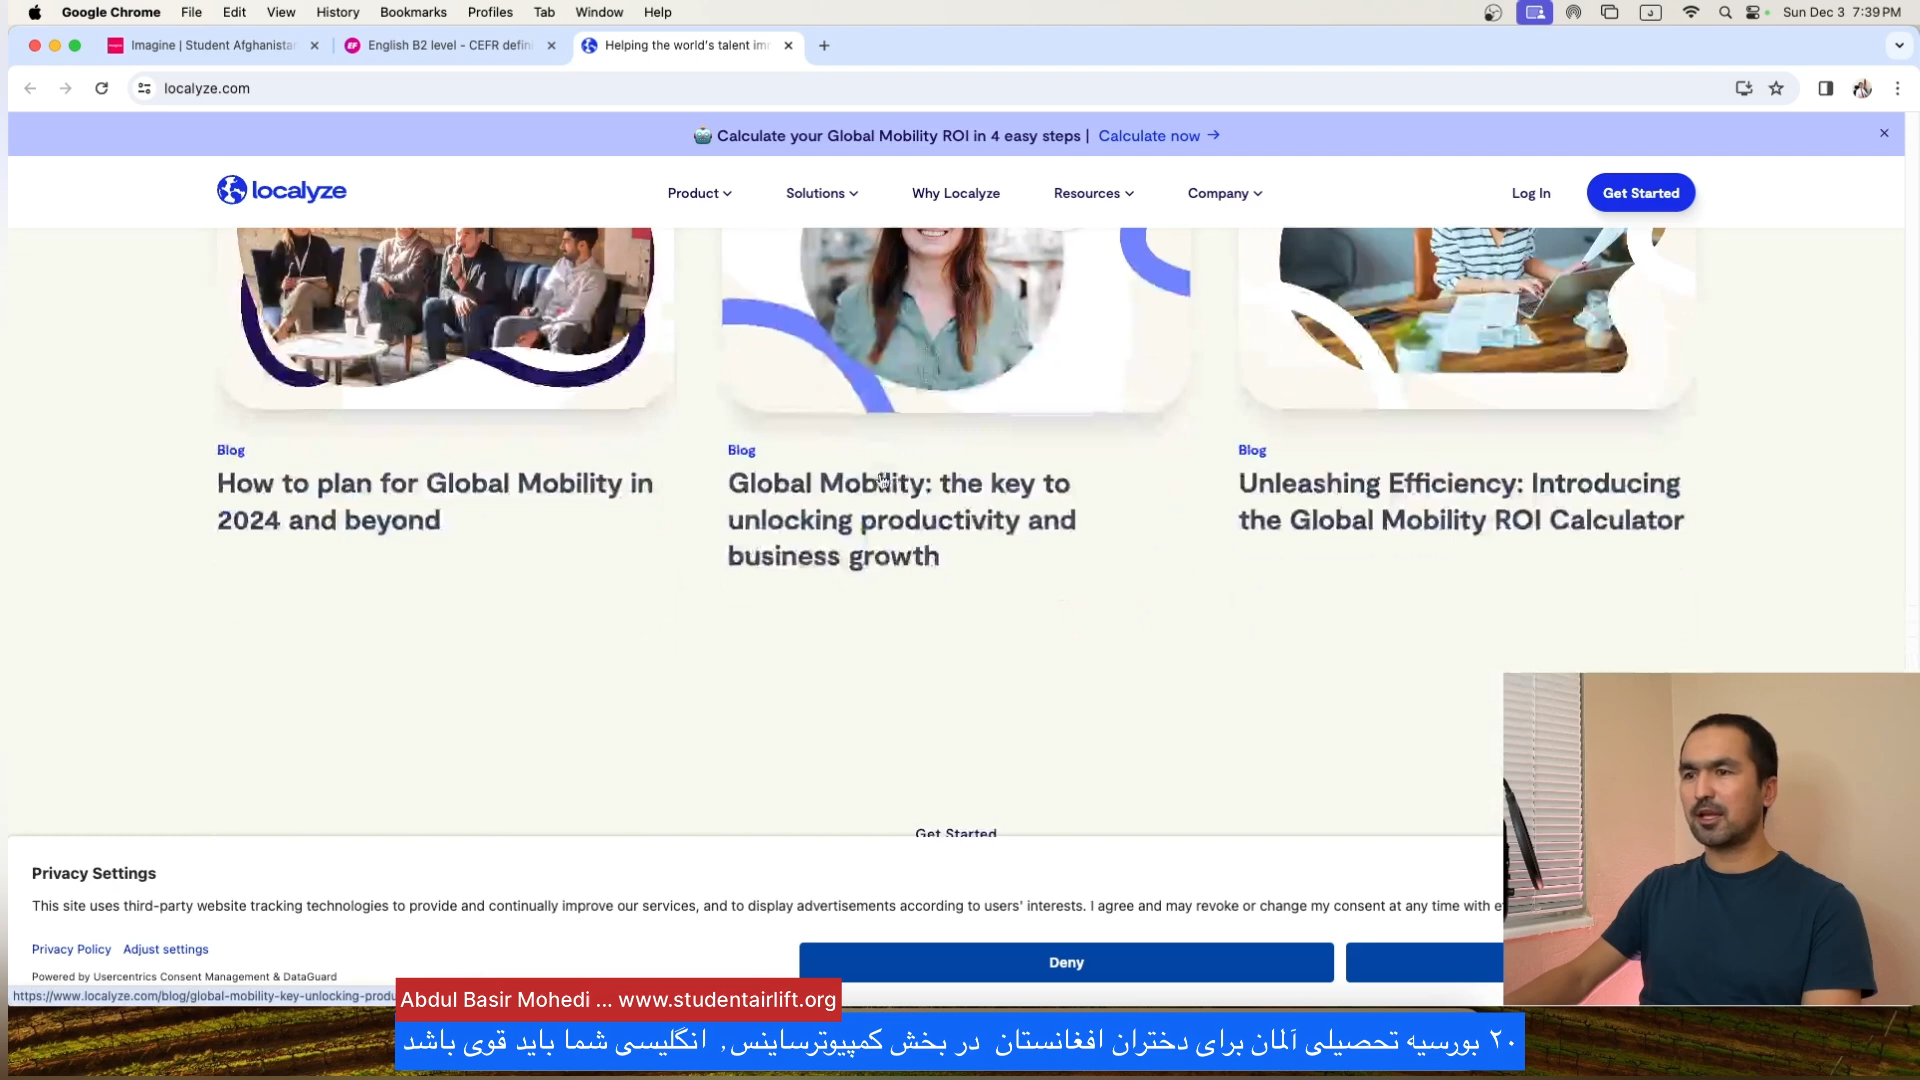 Google Chrome File Edit View History Bookmarks Profiles Tab Window Help Sun Dec 3 7:39 PM
Imagine | Student Afghanista
English B2 level - CEFR defin
Helping the world's talent im
localyze.com
Calculate your Global Mobility ROI in 4 easy steps | Calculate now →
localyze
Product Solutions Why Localyze Resources Company Log In Get Started
Blog
How to plan for Global Mobility in
2024 and beyond
Blog
Global Mobility: the key to
unlocking productivity and
business growth
Blog
Unleashing Efficiency: Introducing
the Global Mobility ROI Calculator
Get Started
Privacy Settings
This site uses third-party website tracking technologies to provide and continually improve our services, and to display advertisements according to users' interests. I agree and may revoke or change my consent at any time with e
Privacy Policy Adjust settings
Deny
Powered by Usercentrics Consent Management & DataGuard
https://www.localyze.com/blog/global-mobility-key-unlocking-produ
Abdul Basir Mohedi ... www.studentairlift.org
۲۰ بورسیه تحصیلی آلمان برای دختران افغانستان در بخش کمپیوترساینس, انگلیسی شما باید قوی باشد